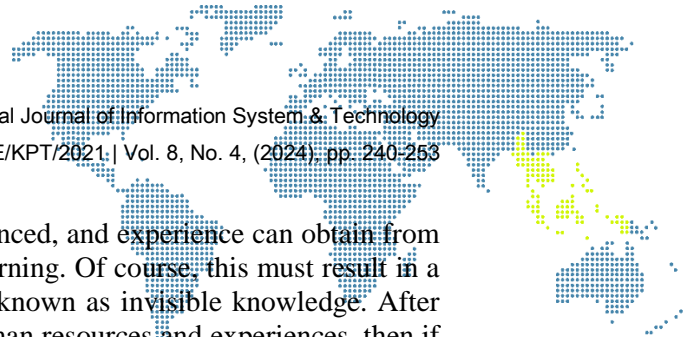 al Journal of Information System & Technology
E/KPT/2021 | Vol. 8, No. 4, (2024), pp. 240-253
nced, and experience can obtain from
rning. Of course, this must result in a
known as invisible knowledge. After
man resources and experiences, then if